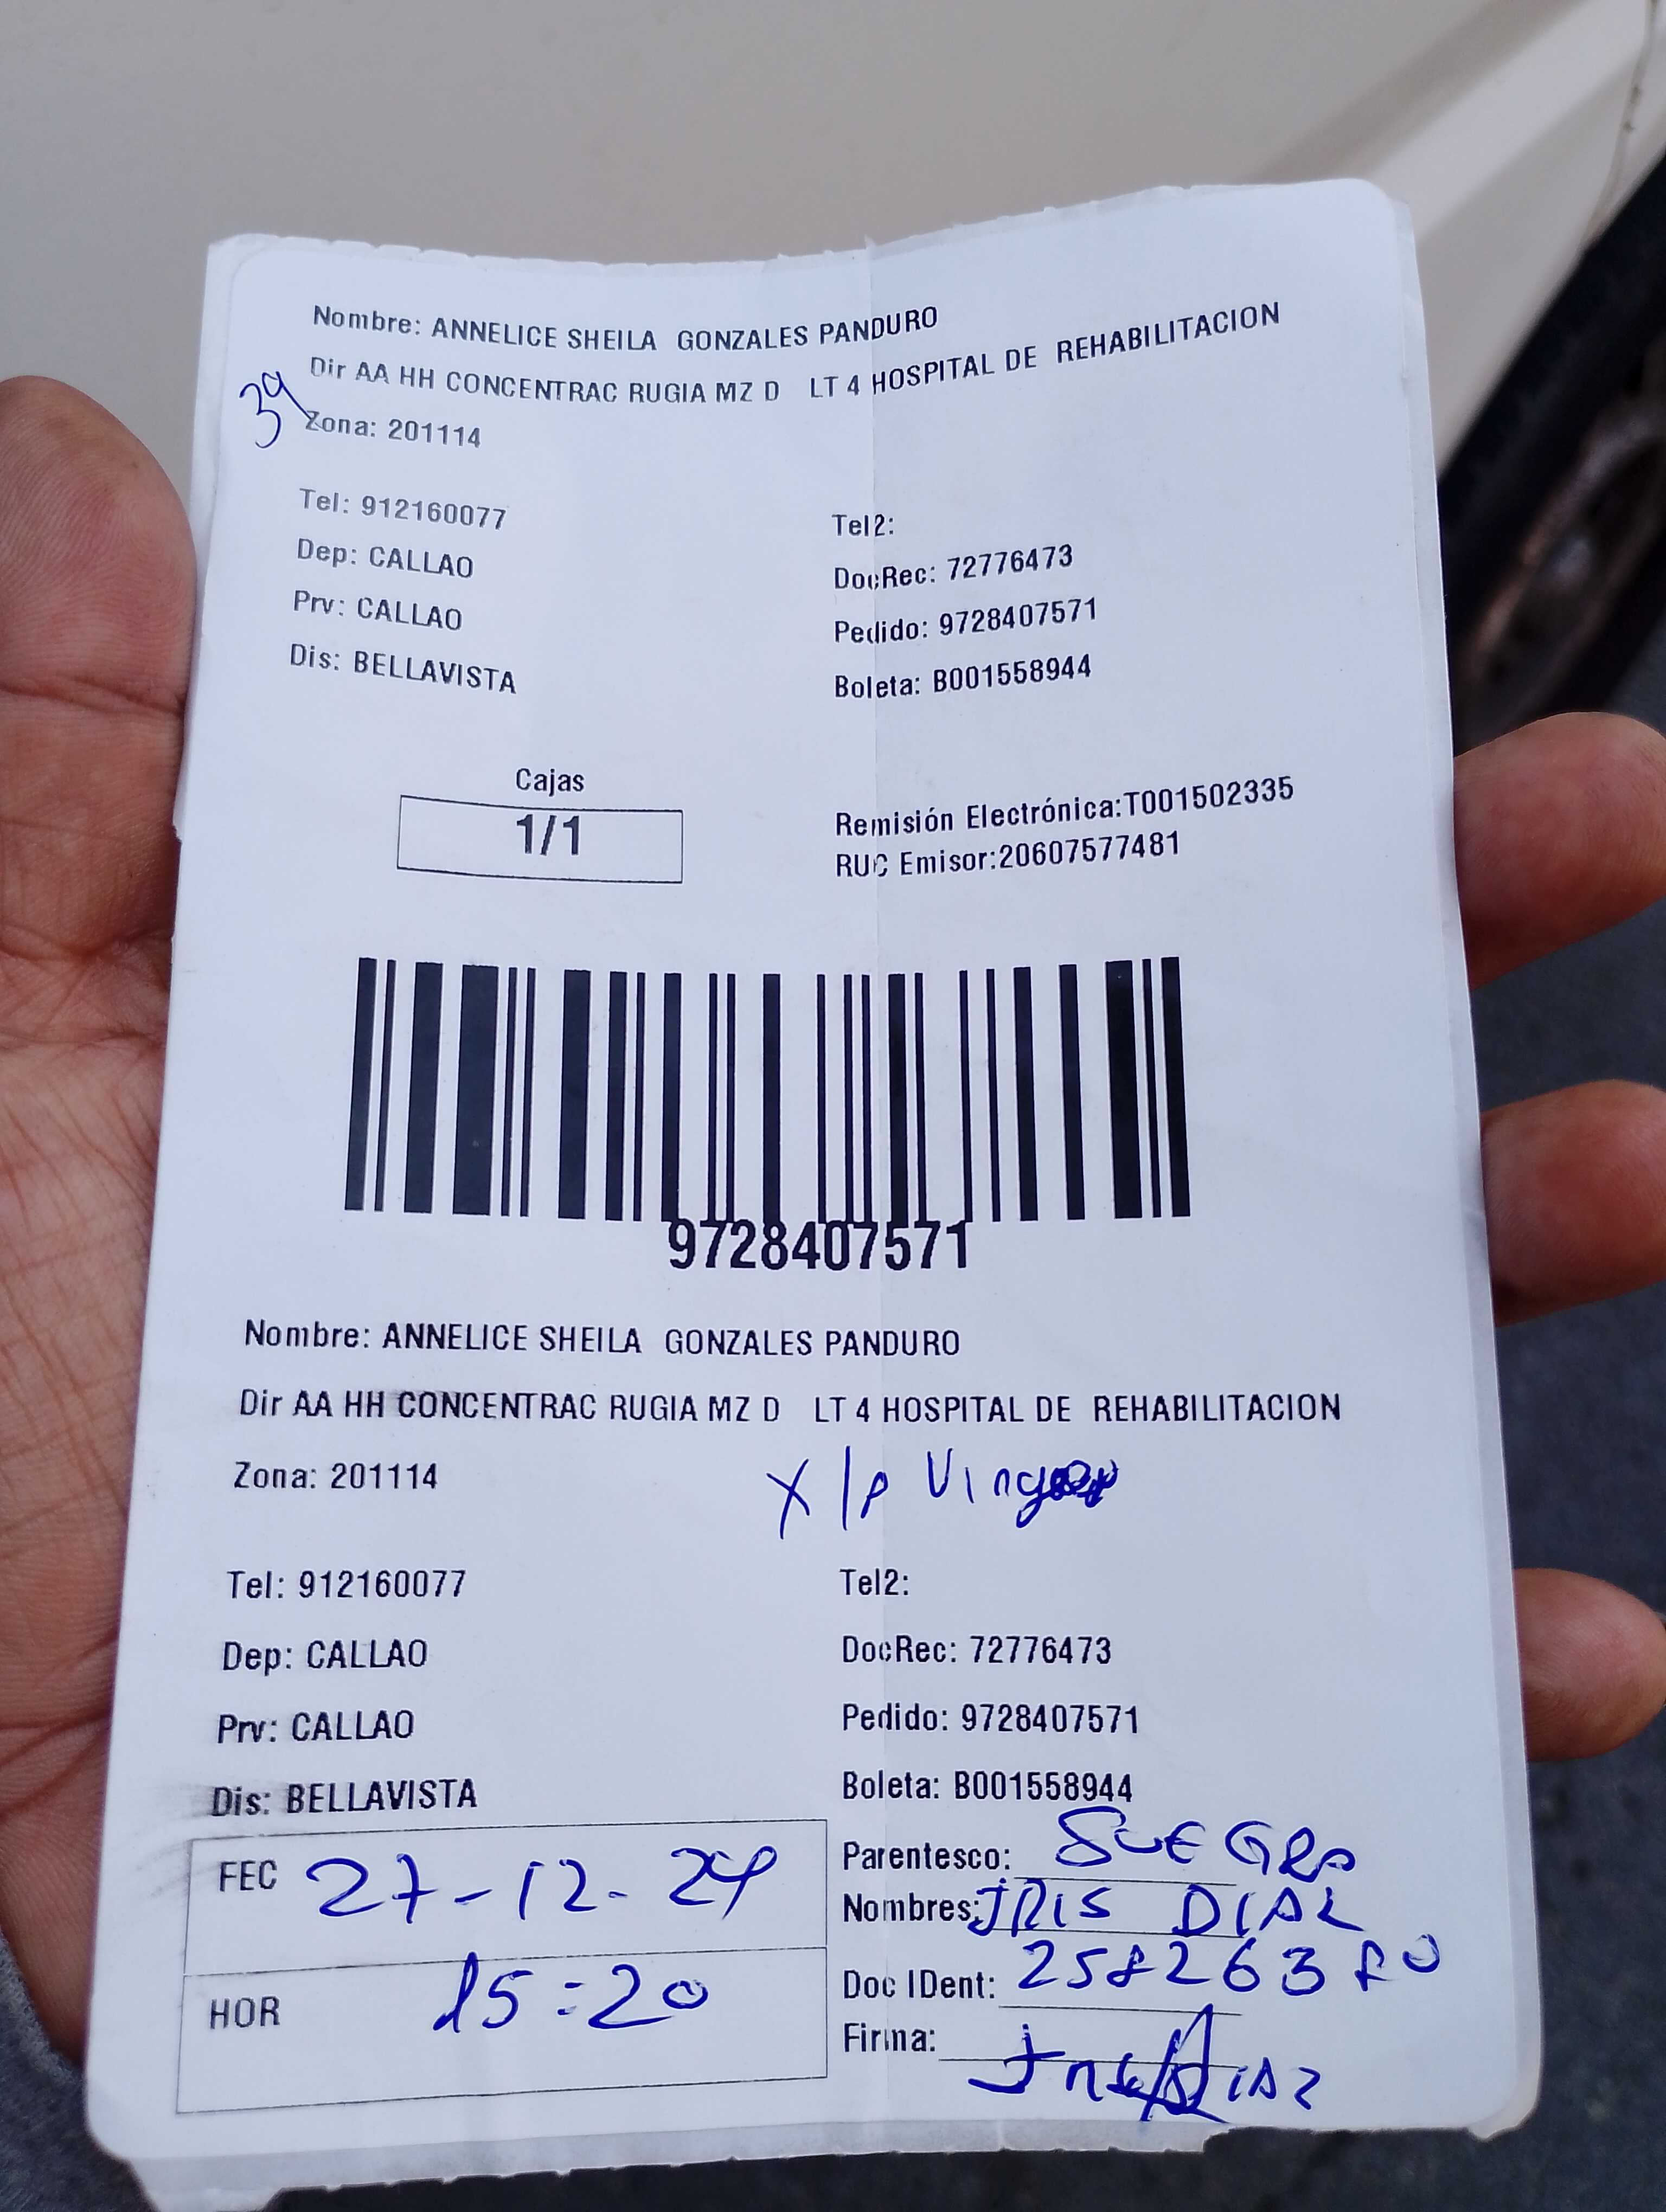 Nombre: ANNELICE SHEILA GONZALES PANDURO
Dir AA HH CONCENTRAC RUGIA MZ D LT 4 HOSPITAL DE REHABILITACION
39
Zona: 201114
Tel: 912160077
Tel2:
Dep: CALLAO
DocRec: 72776473
Prv: CALLAO
Pedido: 9728407571
Dis: BELLAVISTA
Boleta: B001558944
Cajas
1/1
Remisión Electrónica:T001502335
RUC Emisor:20607577481
9728407571
Nombre: ANNELICE SHEILA GONZALES PANDURO
Dir AA HH CONCENTRAC RUGIA MZ D LT 4 HOSPITAL DE REHABILITACION
Zona: 201114
Tel: 912160077
Tel2:
Dep: CALLAO
DocRec: 72776473
Prv: CALLAO
Pedido: 9728407571
Dis: BELLAVISTA
Boleta: B001558944
FEC 27-12-24
Parentesco: SUEGRA
Nombres: IRIS DIAZ
HOR 15:20
Doc IDent:
Firma: